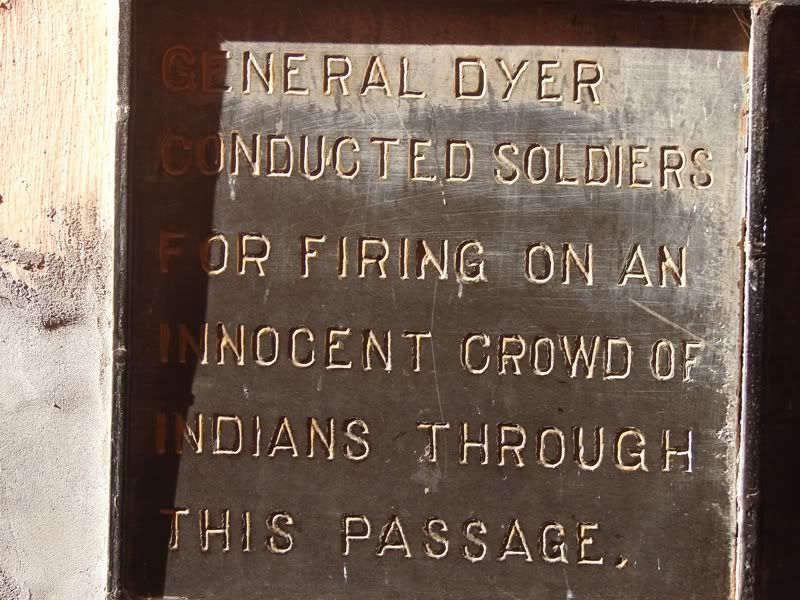 GENERAL DYER
CONDUCTED SOLDIERS
FOR FIRING ON AN
INNOCENT CROWD OF
INDIANS THROUGH
THIS PASSAGE.